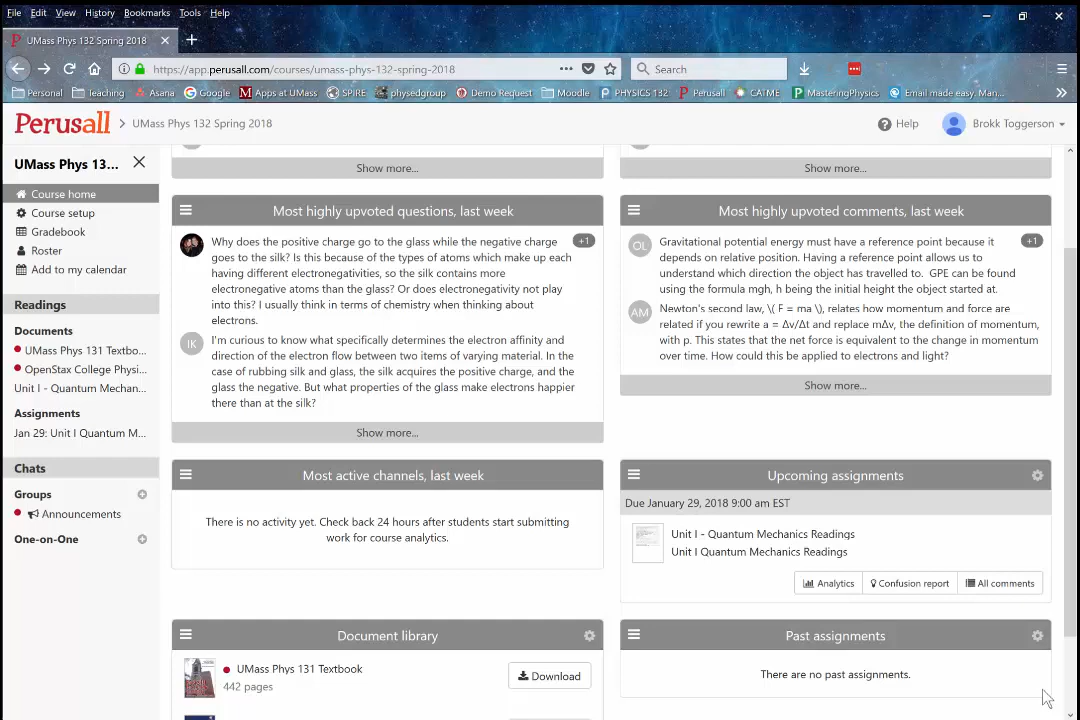 File Edit View History Bookmarks Tools Help
UMass Phys 132 Spring 2018
https://app.perusall.com/courses/umass-phys-132-spring-2018
Search
Personal Teaching Asana Google Apps at UMass SPIRE physedgroup Demo Request Moodle PHYSICS 132 Perusall CATME MasteringPhysics Email made easy. Man...
Perusall UMass Phys 132 Spring 2018
Help Brokk Toggerson
UMass Phys 13...
Course home
Course setup
Gradebook
Roster
Add to my calendar
Readings
Documents
UMass Phys 131 Textbo...
OpenStax College Physi...
Unit I - Quantum Mechan...
Assignments
Jan 29: Unit I Quantum M...
Chats
Groups
Announcements
One-on-One
Show more...
Show more...
Most highly upvoted questions, last week
Why does the positive charge go to the glass while the negative charge
goes to the silk? Is this because of the types of atoms which make up each
having different electronegativities, so the silk contains more
electronegative atoms than the glass? Or does electronegativity not play
into this? I usually think in terms of chemistry when thinking about
electrons.
+1
IK
I'm curious to know what specifically determines the electron affinity and
direction of the electron flow between two items of varying material. In the
case of rubbing silk and glass, the silk acquires the positive charge, and the
glass the negative. But what properties of the glass make electrons happier
there than at the silk?
Show more...
Most highly upvoted comments, last week
OL
Gravitational potential energy must have a reference point because it
depends on relative position. Having a reference point allows us to
understand which direction the object has travelled to. GPE can be found
using the formula mgh, h being the initial height the object started at.
+1
AM
Newton's second law, \( F = ma \), relates how momentum and force are
related if you rewrite a = Δv/Δt and replace mΔv, the definition of momentum,
with p. This states that the net force is equivalent to the change in momentum
over time. How could this be applied to electrons and light?
Show more...
Most active channels, last week
There is no activity yet. Check back 24 hours after students start submitting
work for course analytics.
Upcoming assignments
Due January 29, 2018 9:00 am EST
Unit I - Quantum Mechanics Readings
Unit I Quantum Mechanics Readings
Analytics Confusion report All comments
Document library
UMass Phys 131 Textbook
442 pages
Download
Past assignments
There are no past assignments.